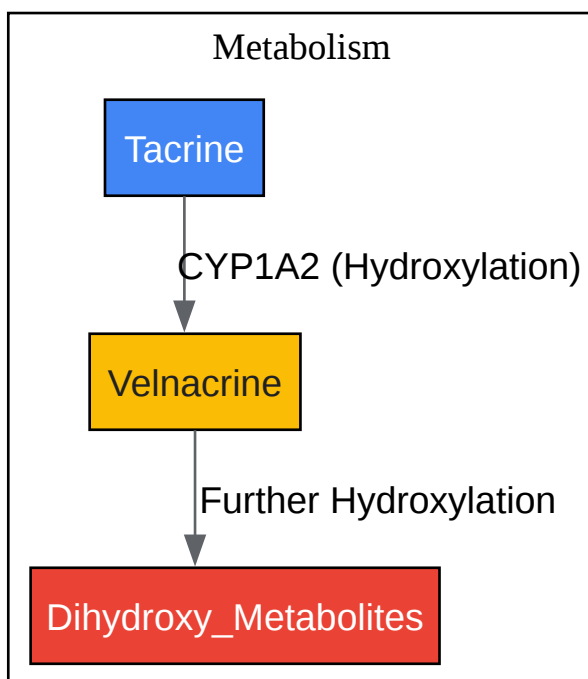 Metabolism
Tacrine
CYP1A2 (Hydroxylation)
Velnacrine
Further Hydroxylation
Dihydroxy_Metabolites